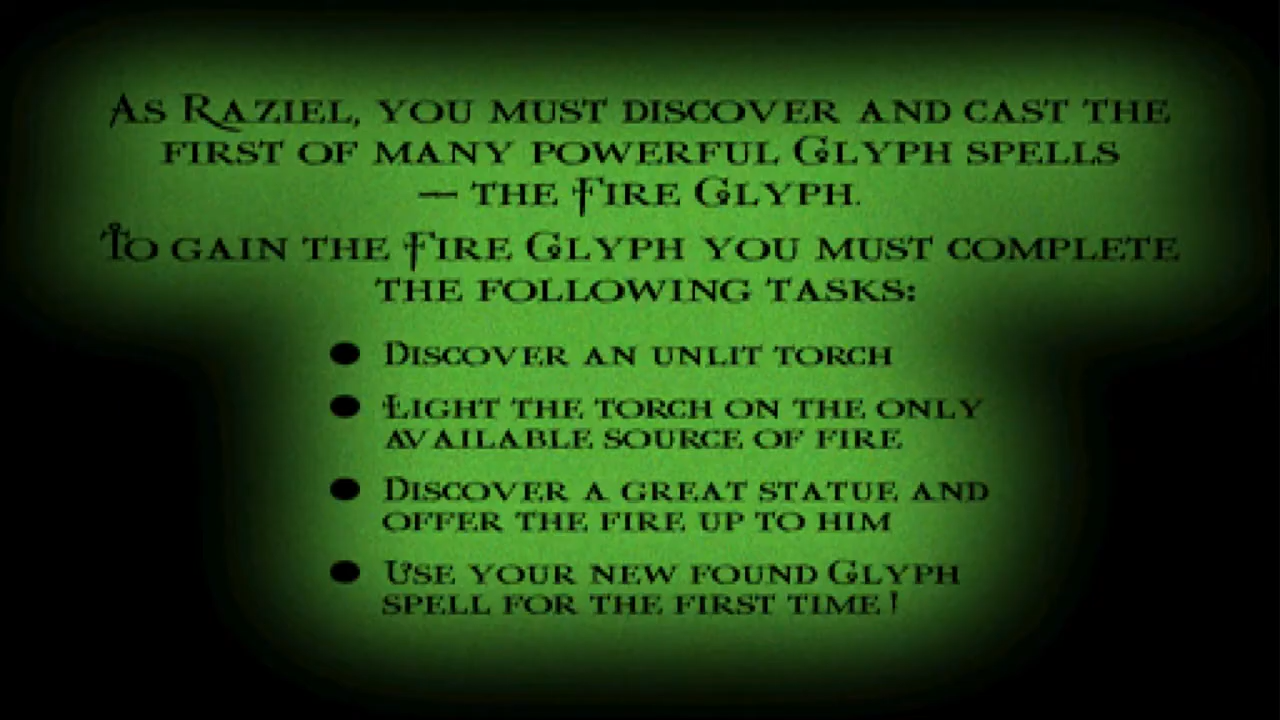 As Raziel, you must discover and cast the
first of many powerful Glyph spells
— the Fire Glyph.
To gain the Fire Glyph you must complete
the following tasks:
● Discover an unlit torch
● Light the torch on the only
available source of fire
● Discover a great statue and
offer the fire up to him
● Use your new found Glyph
spell for the first time!